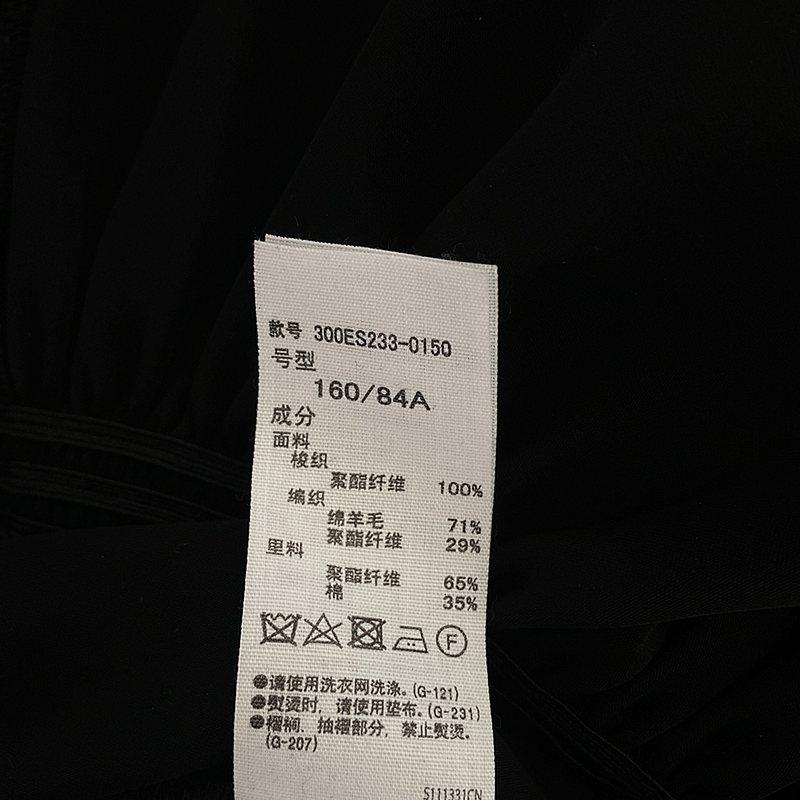 款号 300ES233-0150
号型
160/84A
成分
面料
梭织
聚酯纤维 100%
编织
绵羊毛 71%
聚酯纤维 29%
里料
聚酯纤维 65%
棉 35%
F
●请使用洗衣网洗涤。(G-121)
●熨烫时，请使用垫布。(G-231)
●褶裥、抽褶部分，禁止熨烫。
(G-207)
S111331CN